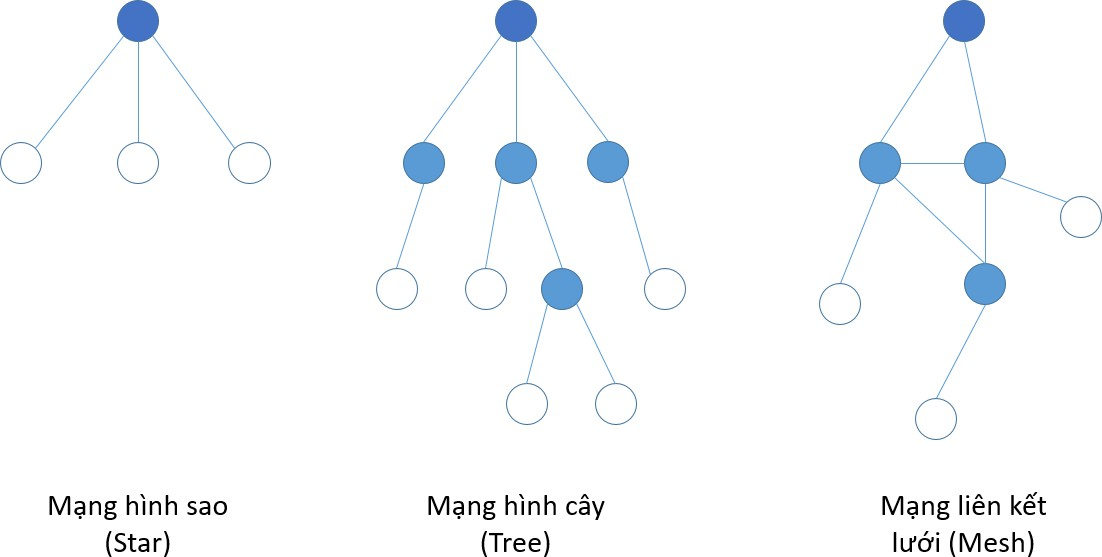 Mạng hình sao
(Star)
Mạng hình cây
(Tree)
Mạng liên kết
lưới (Mesh)